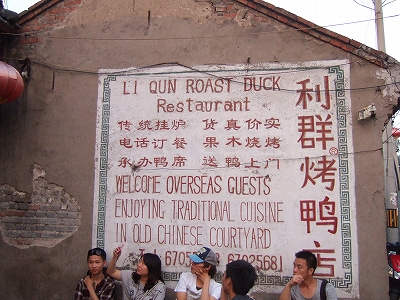 LI QUN ROAST DUCK
Restaurant
传统挂炉 货真价实
电话订餐 果木烧烤
承办鸭席 送鸭上门
WELCOME OVERSEAS GUESTS
ENJOYING TRADITIONAL CUISINE
IN OLD CHINESE COURTYARD
67025681
利群烤鸭店